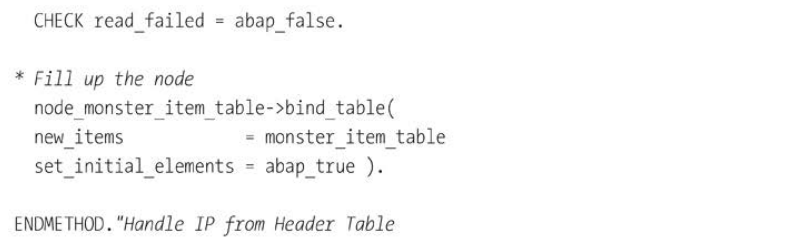 CHECK read_failed = abap_false.
* Fill up the node
node_monster_item_table->bind_table(
new_items = monster_item_table
set_initial_elements = abap_true ).
ENDMETHOD."Handle IP from Header Table